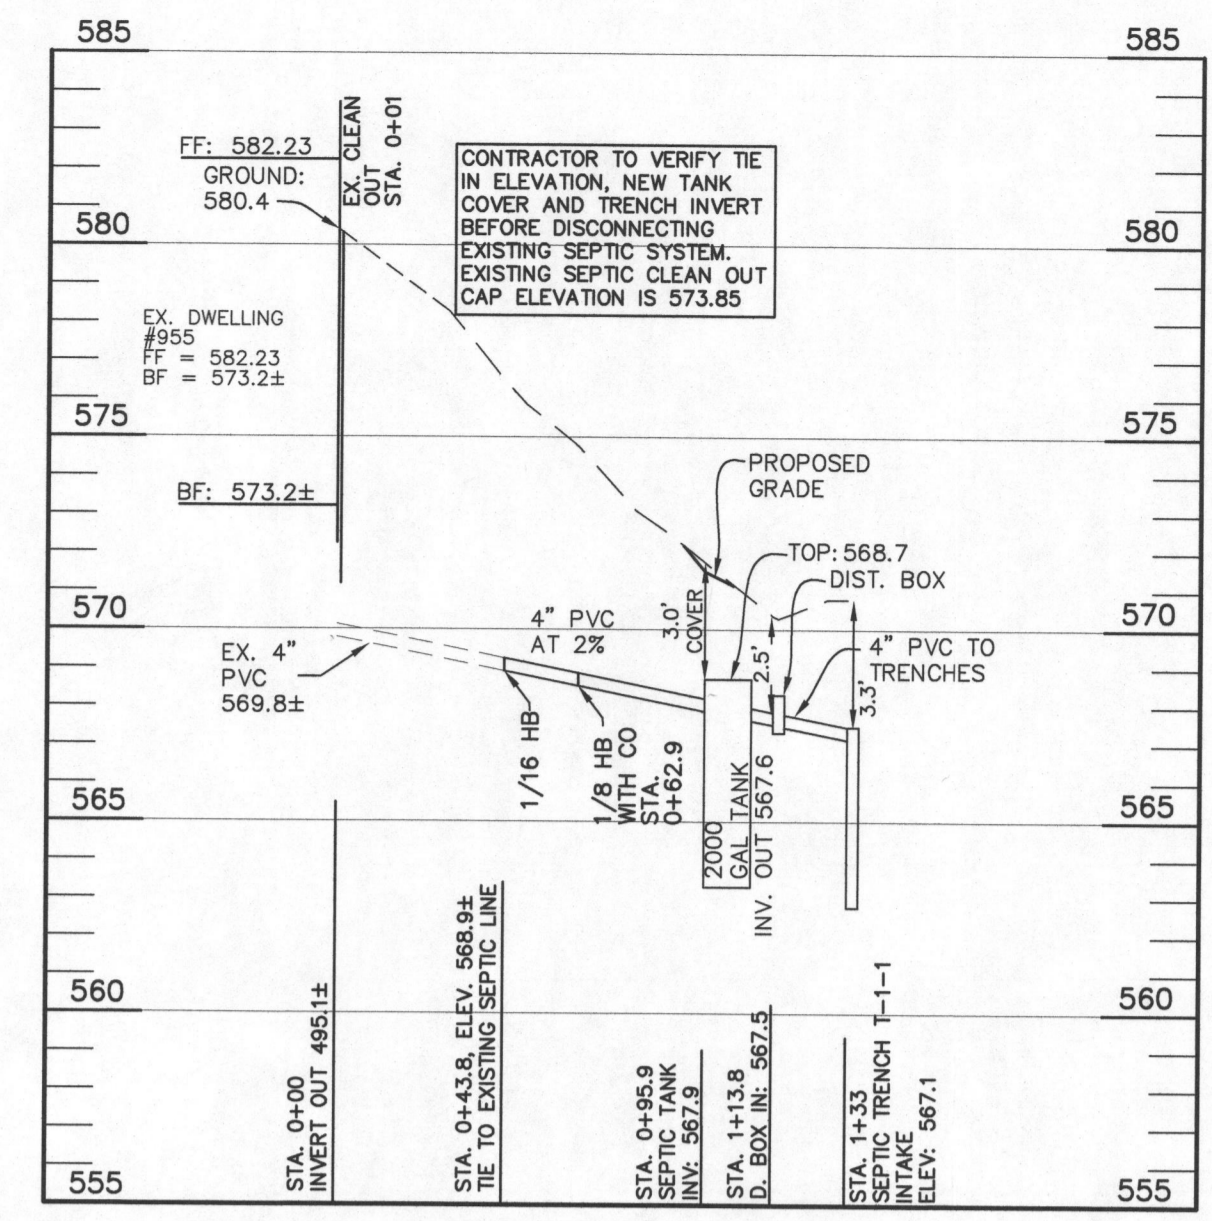 585
585
EX. CLEAN
OUT
STA. 0+01
FF: 582.23
GROUND:
580.4
CONTRACTOR TO VERIFY TIE
IN ELEVATION, NEW TANK
COVER AND TRENCH INVERT
BEFORE DISCONNECTING
EXISTING SEPTIC SYSTEM.
EXISTING SEPTIC CLEAN OUT
CAP ELEVATION IS 573.85
580
580
EX. DWELLING
#955
FF = 582.23
BF = 573.2±
575
575
PROPOSED
GRADE
BF: 573.2±
TOP: 568.7
DIST. BOX
570
570
4" PVC
AT 2%
3.0'
COVER
2.5'
4" PVC TO
TRENCHES
3.3'
EX. 4"
PVC
569.8±
1/16 HB
1/8 HB
WITH CO
STA.
0+62.9
2000
GAL TANK
INV. OUT 567.6
565
565
560
560
STA. 0+00
INVERT OUT 495.1±
STA. 0+43.8, ELEV. 568.9±
TIE TO EXISTING SEPTIC LINE
STA. 0+95.9
SEPTIC TANK
INV: 567.9
STA. 1+13.8
D. BOX IN: 567.5
STA. 1+33
SEPTIC TRENCH T-1-1
INTAKE
ELEV: 567.1
555
555